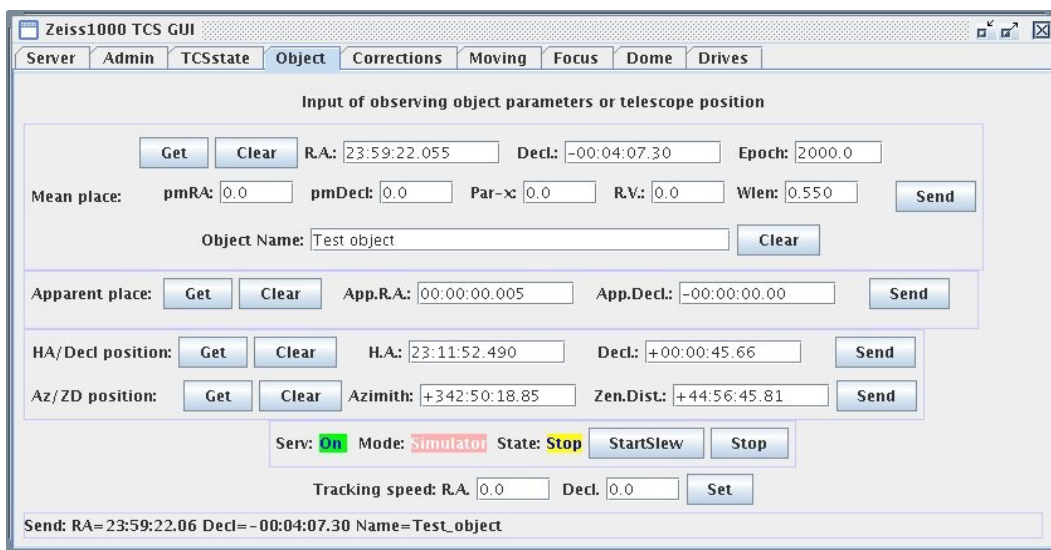 Zeiss1000 TCS GUI
Server Admin TCSstate Object Corrections Moving Focus Dome Drives
Input of observing object parameters or telescope position
Get Clear R.A.: 23:59:22.055 Decl.: -00:04:07.30 Epoch: 2000.0
Mean place: pmRA: 0.0 pmDecl: 0.0 Par-x: 0.0 R.V.: 0.0 Wlen: 0.550 Send
Object Name: Test object Clear
Apparent place: Get Clear App.R.A.: 00:00:00.005 App.Decl.: -00:00:00.00 Send
HA/Decl position: Get Clear H.A.: 23:11:52.490 Decl.: +00:00:45.66 Send
Az/ZD position: Get Clear Azimith: +342:50:18.85 Zen.Dist.: +44:56:45.81 Send
Serv: On Mode: Simulator State: Stop StartSlew Stop
Tracking speed: R.A. 0.0 Decl. 0.0 Set
Send: RA=23:59:22.06 Decl=-00:04:07.30 Name=Test_object